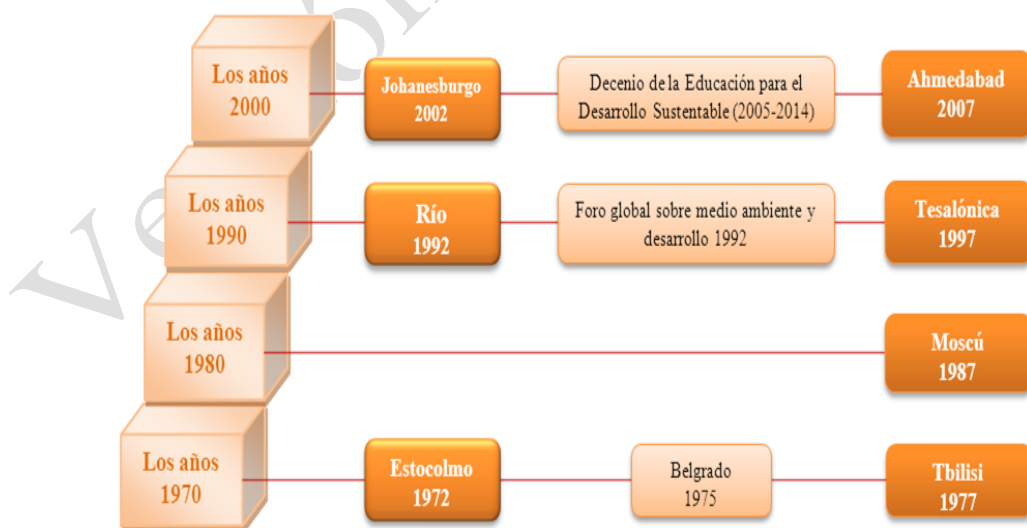 Los años
2000
Johanesburgo
2002
Decenio de la Educación para el
Desarrollo Sustentable (2005-2014)
Ahmedabad
2007
Los años
1990
Río
1992
Foro global sobre medio ambiente y
desarrollo 1992
Tesalónica
1997
Los años
1980
Moscú
1987
Los años
1970
Estocolmo
1972
Belgrado
1975
Tbilisi
1977